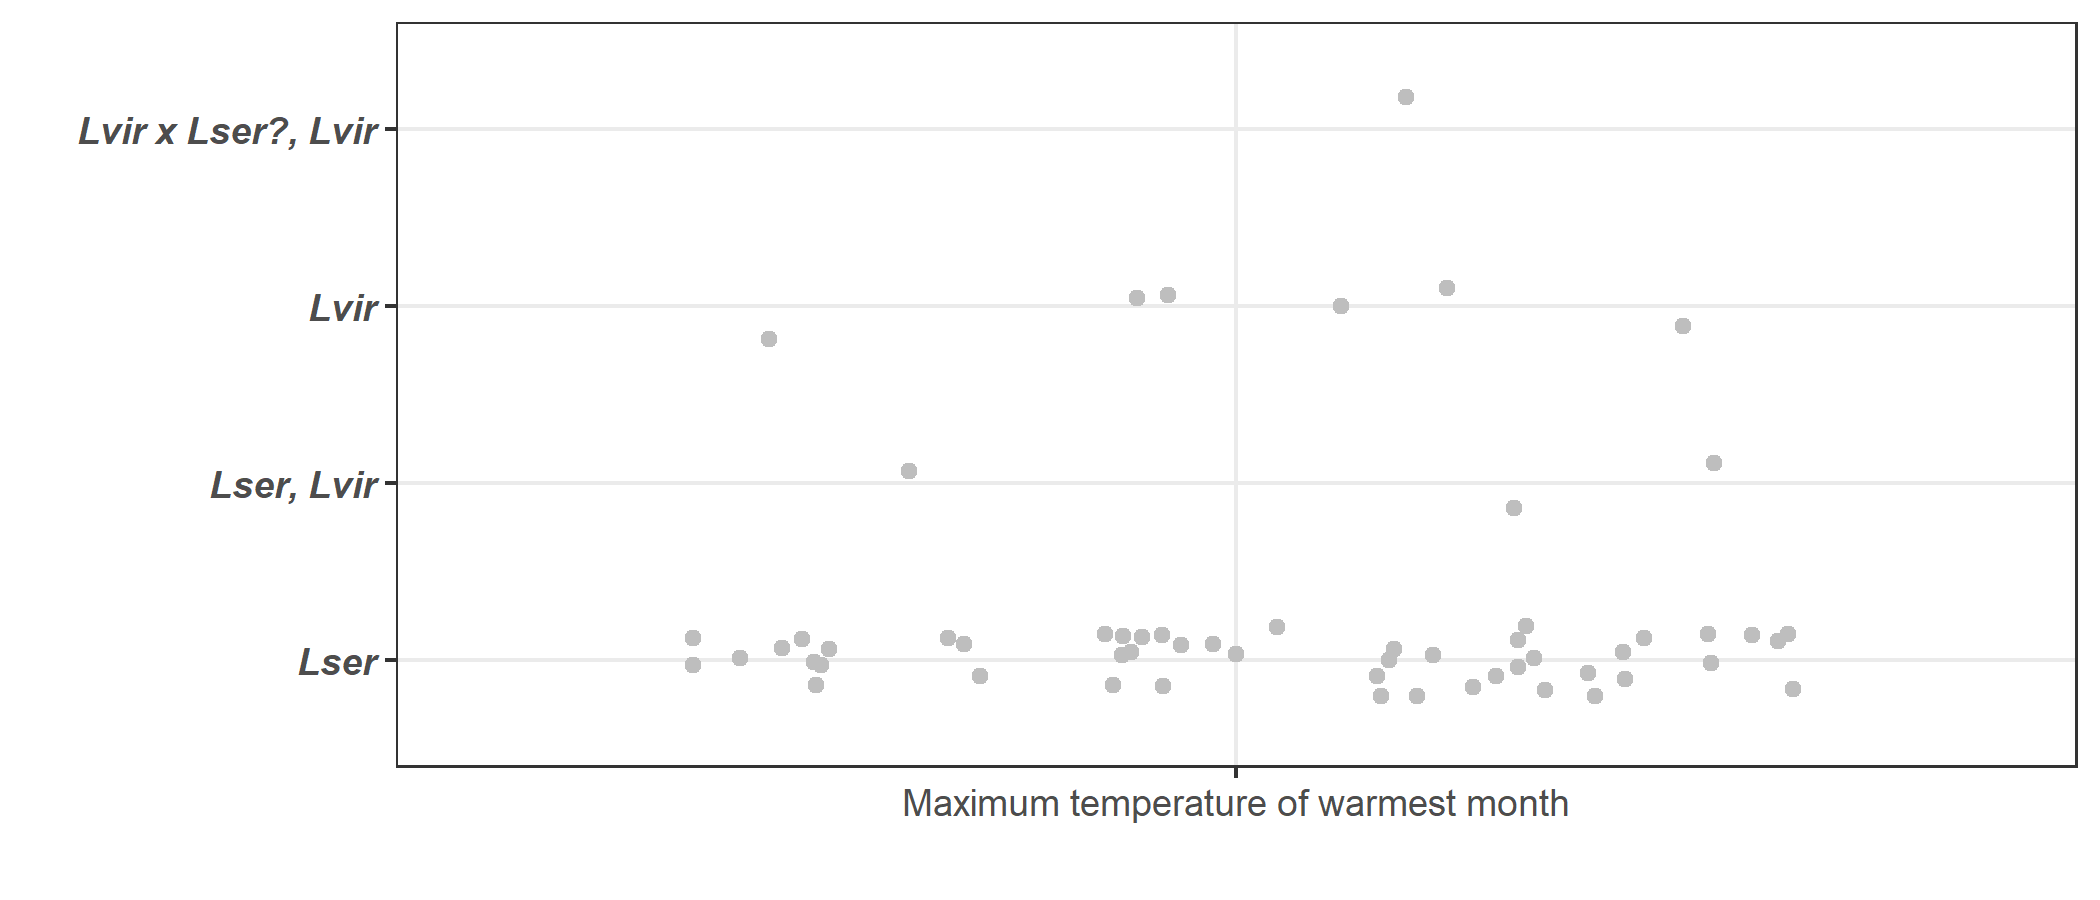 Lvir x Lser?, Lvir
Lvir
Lser, Lvir
Lser
Maximum temperature of warmest month